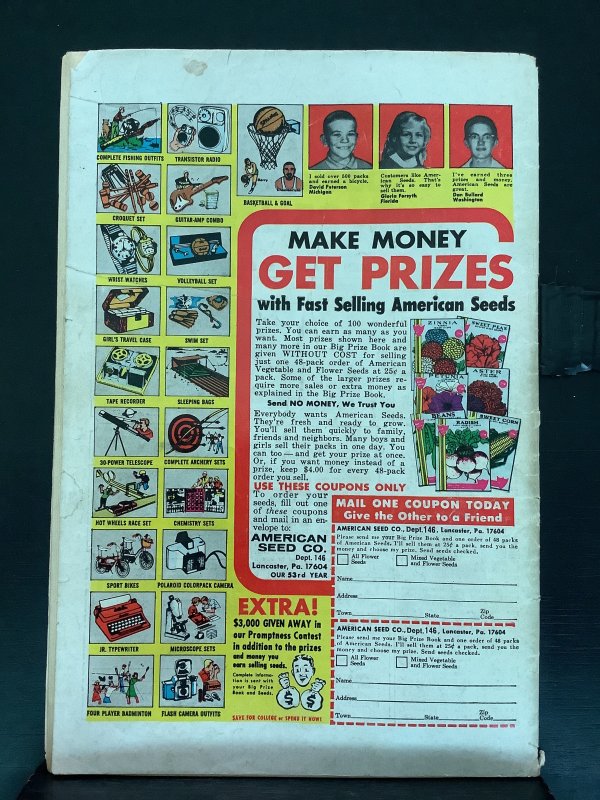 COMPLETE FISHING OUTFITS
TRANSISTOR RADIO
BASKETBALL & GOAL
I sold over 500 packs
and earned a bicycle.
David Peterson
Michigan
Customers like Amer-
ican Seeds. That's
why it's so easy to
sell them.
Gloria Forsyth
Florida
I've earned three
prizes and money,
American Seeds are
great.
Don Bullard
Washington
CROQUET SET
GUITAR-AMP COMBO
WRIST WATCHES
VOLLEYBALL SET
GIRL'S TRAVEL CASE
SWIM SET
TAPE RECORDER
SLEEPING BAGS
30-POWER TELESCOPE
COMPLETE ARCHERY SETS
HOT WHEELS RACE SET
CHEMISTRY SETS
SPORT BIKES
POLAROID COLORPACK CAMERA
JR. TYPEWRITER
MICROSCOPE SETS
FOUR PLAYER BADMINTON
FLASH CAMERA OUTFITS
MAKE MONEY
GET PRIZES
with Fast Selling American Seeds
Take your choice of 100 wonderful
prizes. You can earn as many as you
want. Most prizes shown here and
many more in our Big Prize Book are
given WITHOUT COST for selling
just one 48-pack order of American
Vegetable and Flower Seeds at 25¢ a
pack. Some of the larger prizes re-
quire more sales or extra money as
explained in the Big Prize Book.
Send NO MONEY. We Trust You
Everybody wants American Seeds.
They're fresh and ready to grow.
You'll sell them quickly to family,
friends and neighbors. Many boys and
girls sell their packs in one day. You
can too — and get your prize at once.
Or, if you want money instead of a
prize, keep $4.00 for every 48-pack
order you sell.
ZINNIA
SWEET PEAS
ASTER
PETUNIA
BEANS
RADISH
SWEET CORN
USE THESE COUPONS ONLY
To order your
seeds, fill out one
of these coupons
and mail in an en-
velope to:
AMERICAN
SEED CO.
Dept. 146
Lancaster, Pa. 17604
OUR 53rd YEAR
MAIL ONE COUPON TODAY
Give the Other to a Friend
AMERICAN SEED CO., Dept. 146, Lancaster, Pa. 17604
Please send me your Big Prize Book and one order of 48 packs
of American Seeds. I'll sell them at 25¢ a pack, send you the
money and choose my prize. Send seeds checked.
All Flower
Seeds
Mixed Vegetable
and Flower Seeds
Name
Address
Town State Zip Code
AMERICAN SEED CO., Dept. 146, Lancaster, Pa. 17604
Please send me your Big Prize Book and one order of 48 packs
of American Seeds. I'll sell them at 25¢ a pack, send you the
money and choose my prize. Send seeds checked.
All Flower
Seeds
Mixed Vegetable
and Flower Seeds
Name
Address
Town State Zip Code
EXTRA!
$3,000 GIVEN AWAY in
our Promptness Contest
in addition to the prizes
and money you
earn selling seeds.
Complete informa-
tion is sent with
your Big Prize
Book and Seeds.
SAVE FOR COLLEGE or SPEND IT NOW!